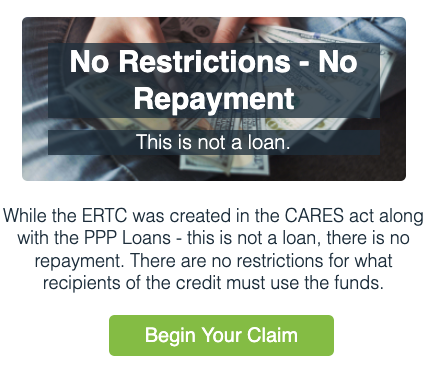 No Restrictions - No
Repayment
This is not a loan.
While the ERTC was created in the CARES act along
with the PPP Loans - this is not a loan, there is no
repayment. There are no restrictions for what
recipients of the credit must use the funds.
Begin Your Claim